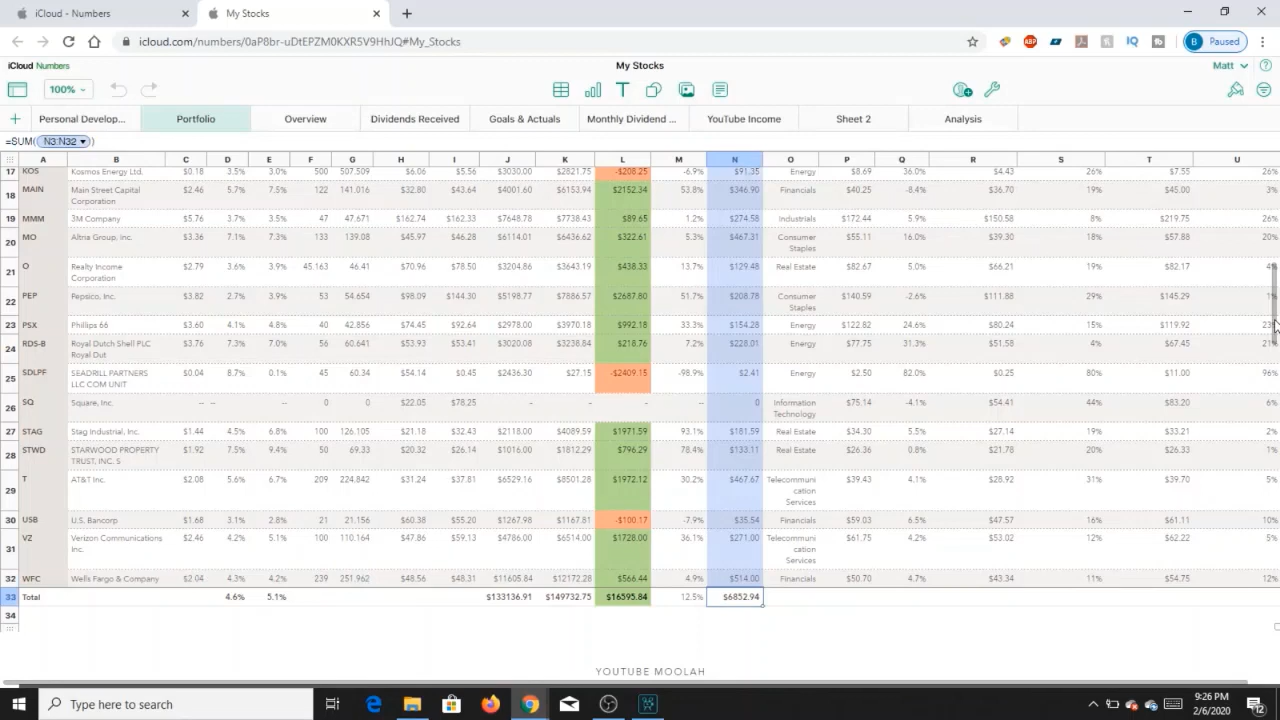 iCloud - Numbers
My Stocks
icloud.com/numbers/0aP8br-uDtEPZM0KXR5V9HhJQ#My_Stocks
Paused
iCloud Numbers
My Stocks
Matt
100%
Personal Develop...
Portfolio
Overview
Dividends Received
Goals & Actuals
Monthly Dividend ...
YouTube Income
Sheet 2
Analysis
=SUM( N3:N32 )
A B C D E F G H I J K L M N O P Q R S T U
17 KOS Kosmos Energy Ltd. $0.18 3.5% 3.0% 500 507.509 $6.06 $5.56 $3030.00 $2821.75 -$208.25 -6.9% $91.35 Energy $8.69 36.0% $4.43 26% $7.55 26%
18 MAIN Main Street Capital Corporation $2.46 5.7% 7.5% 122 141.016 $32.80 $43.64 $4001.60 $6153.94 $2152.34 53.8% $346.90 Financials $40.25 -8.4% $36.70 19% $45.00 3%
19 MMM 3M Company $5.76 3.7% 3.5% 47 47.671 $162.74 $162.33 $7648.78 $7738.43 $89.65 1.2% $274.58 Industrials $172.44 5.9% $150.58 8% $219.75 26%
20 MO Altria Group, Inc. $3.36 7.1% 7.3% 133 139.08 $45.97 $46.28 $6114.01 $6436.62 $322.61 5.3% $467.31 Consumer Staples $55.11 16.0% $39.30 18% $57.88 20%
21 O Realty Income Corporation $2.79 3.6% 3.9% 45.163 46.41 $70.96 $78.50 $3204.86 $3643.19 $438.33 13.7% $129.48 Real Estate $82.67 5.0% $66.21 19% $82.17 4%
22 PEP Pepsico, Inc. $3.82 2.7% 3.9% 53 54.654 $98.09 $144.30 $5198.77 $7886.57 $2687.80 51.7% $208.78 Consumer Staples $140.59 -2.6% $111.88 29% $145.29 1%
23 PSX Phillips 66 $3.60 4.1% 4.8% 40 42.856 $74.45 $92.64 $2978.00 $3970.18 $992.18 33.3% $154.28 Energy $122.82 24.6% $80.24 15% $119.92 23%
24 RDS-B Royal Dutch Shell PLC Royal Dut $3.76 7.3% 7.0% 56 60.641 $53.93 $53.41 $3020.08 $3238.84 $218.76 7.2% $228.01 Energy $77.75 31.3% $51.58 4% $67.45 21%
25 SDLPF SEADRILL PARTNERS LLC COM UNIT $0.04 8.7% 0.1% 45 60.34 $54.14 $0.45 $2436.30 $27.15 -$2409.15 -98.9% $2.41 Energy $2.50 82.0% $0.25 80% $11.00 96%
26 SQ Square, Inc. -- -- -- 0 0 $22.05 $78.25 - - - -- 0 Information Technology $75.14 -4.1% $54.41 44% $83.20 6%
27 STAG Stag Industrial, Inc. $1.44 4.5% 6.8% 100 126.105 $21.18 $32.43 $2118.00 $4089.59 $1971.59 93.1% $181.59 Real Estate $34.30 5.5% $27.14 19% $33.21 2%
28 STWD STARWOOD PROPERTY TRUST, INC. S $1.92 7.5% 9.4% 50 69.33 $20.32 $26.14 $1016.00 $1812.29 $796.29 78.4% $133.11 Real Estate $26.36 0.8% $21.78 20% $26.33 1%
29 T AT&T Inc. $2.08 5.6% 6.7% 209 224.842 $31.24 $37.81 $6529.16 $8501.28 $1972.12 30.2% $467.67 Telecommuni cation Services $39.43 4.1% $28.92 31% $39.70 5%
30 USB U.S. Bancorp $1.68 3.1% 2.8% 21 21.156 $60.38 $55.20 $1267.98 $1167.81 -$100.17 -7.9% $35.54 Financials $59.03 6.5% $47.57 16% $61.11 10%
31 VZ Verizon Communications Inc. $2.46 4.2% 5.1% 100 110.164 $47.86 $59.13 $4786.00 $6514.00 $1728.00 36.1% $271.00 Telecommuni cation Services $61.75 4.2% $53.02 12% $62.22 5%
32 WFC Wells Fargo & Company $2.04 4.3% 4.2% 239 251.962 $48.56 $48.31 $11605.84 $12172.28 $566.44 4.9% $514.00 Financials $50.70 4.7% $43.34 11% $54.75 12%
33 Total 4.6% 5.1% $133136.91 $149732.75 $16595.84 12.5% $6852.94
34
YOUTUBE MOOLAH
Type here to search
9:26 PM
2/6/2020
12